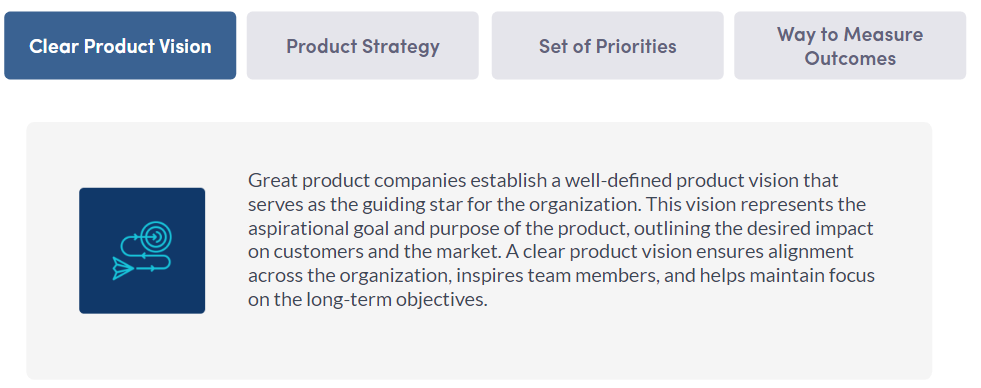 Clear Product Vision
Product Strategy
Set of Priorities
Way to Measure
Outcomes
Great product companies establish a well-defined product vision that
serves as the guiding star for the organization. This vision represents the
aspirational goal and purpose of the product, outlining the desired impact
on customers and the market. A clear product vision ensures alignment
across the organization, inspires team members, and helps maintain focus
on the long-term objectives.